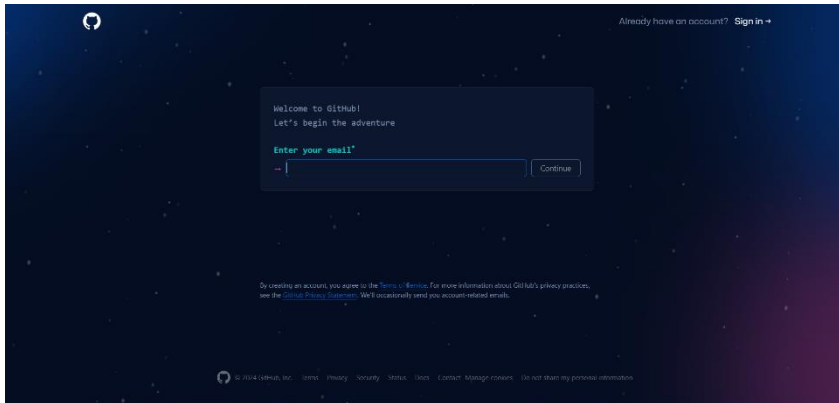 Already have an account? Sign in →
Welcome to GitHub!
Let's begin the adventure
Enter your email*
→
Continue
By creating an account, you agree to the Terms of Service. For more information about GitHub's privacy practices,
see the GitHub Privacy Statement. We'll occasionally send you account-related emails.
© 2024 GitHub, Inc. Terms Privacy Security Status Docs Contact Manage cookies Do not share my personal information